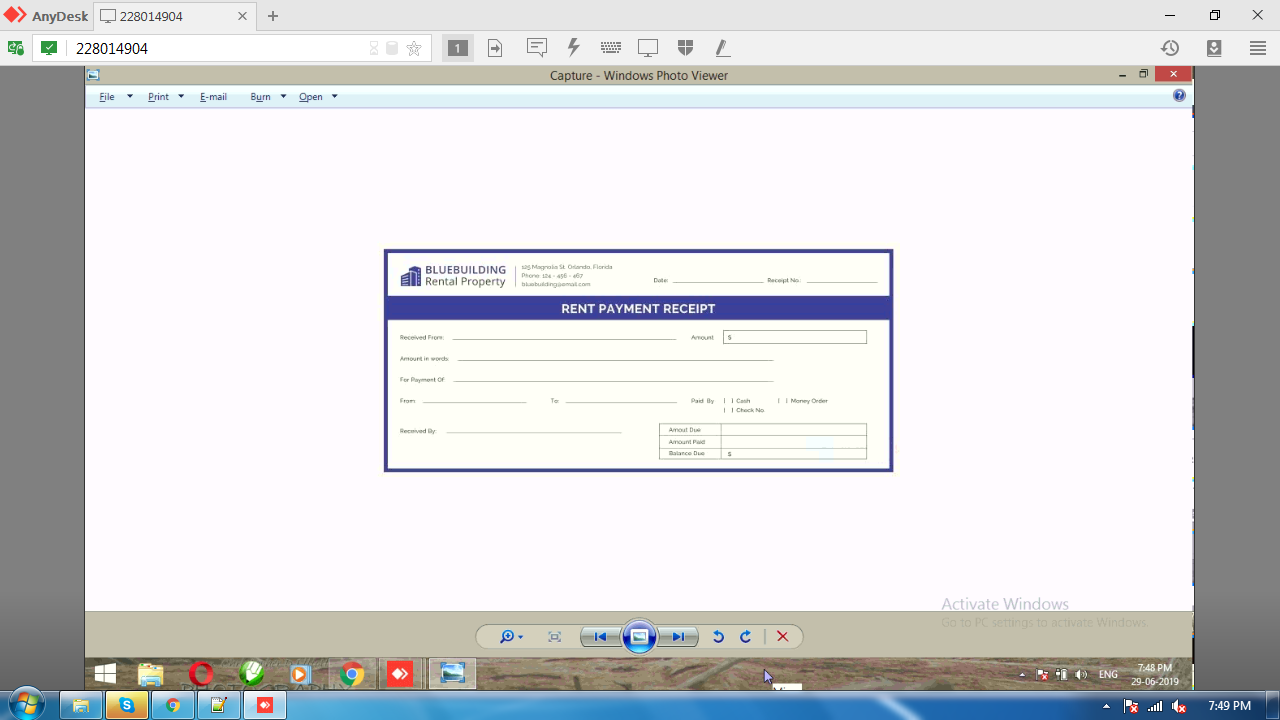 AnyDesk 228014904
228014904 1
Capture - Windows Photo Viewer
File Print E-mail Burn Open
BLUEBUILDING
Rental Property
125 Magnolia St. Orlando, Florida
Phone: 124 - 456 - 467
bluebuilding@email.com
Date: Receipt No.:
RENT PAYMENT RECEIPT
Received From: Amount $
Amount in words:
For Payment OF
From: To: Paid By Cash Money Order
Check No.
Received By:
Amout Due
Amount Paid
Balance Due $
Activate Windows
Go to PC settings to activate Windows.
ENG
7:48 PM
29-06-2019
7:49 PM